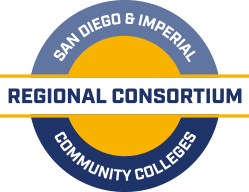 SAN DIEGO & IMPERIAL
REGIONAL CONSORTIUM
COMMUNITY COLLEGES